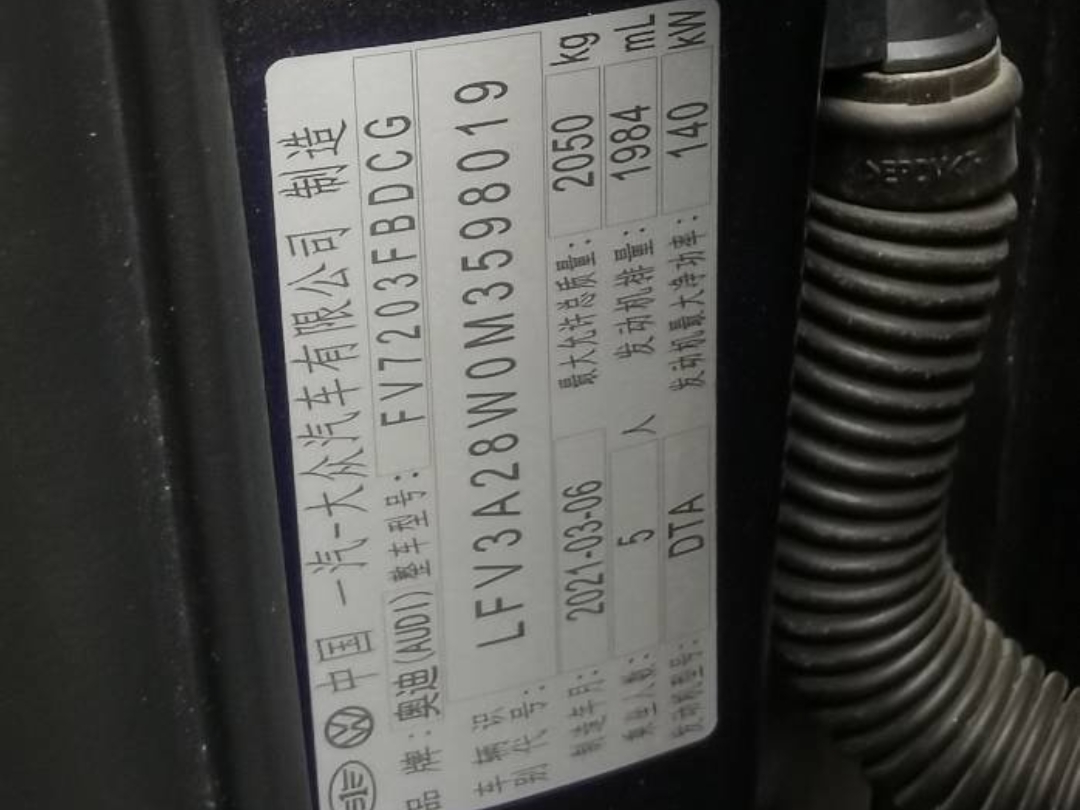 中国 一汽-大众汽车有限公司 制造
品 牌: 奥迪(AUDI) 整车型号: FV7203FBDCG
车辆识别代号: LFV3A28W0M3598019
制造年月: 2021-03-06 最大允许总质量: 2050 kg
乘坐人数: 5 人 发动机排量: 1984 mL
发动机型号: DTA 发动机最大净功率: 140 kW